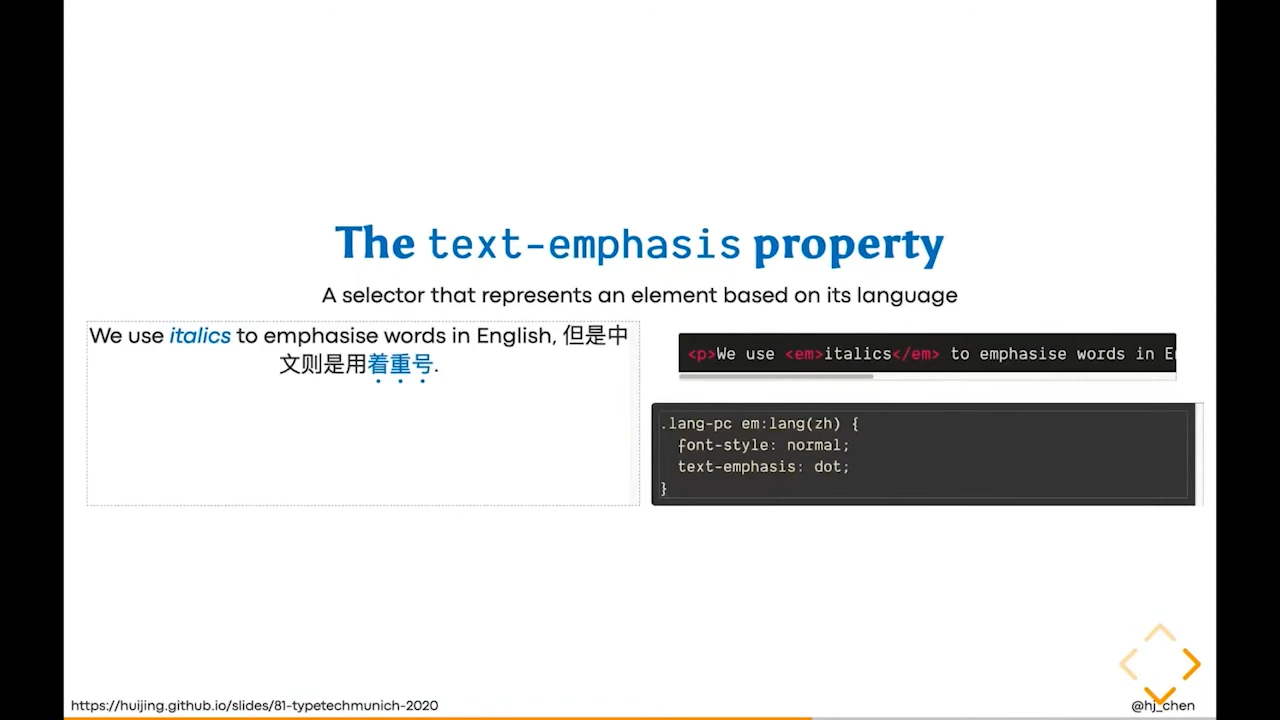 The text-emphasis property
A selector that represents an element based on its language
We use italics to emphasise words in English, 但是中
文则是用着重号.
<p>We use <em>italics</em> to emphasise words in E
.lang-pc em:lang(zh) {
font-style: normal;
text-emphasis: dot;
}
https://huijing.github.io/slides/81-typetechmunich-2020
@hj_chen